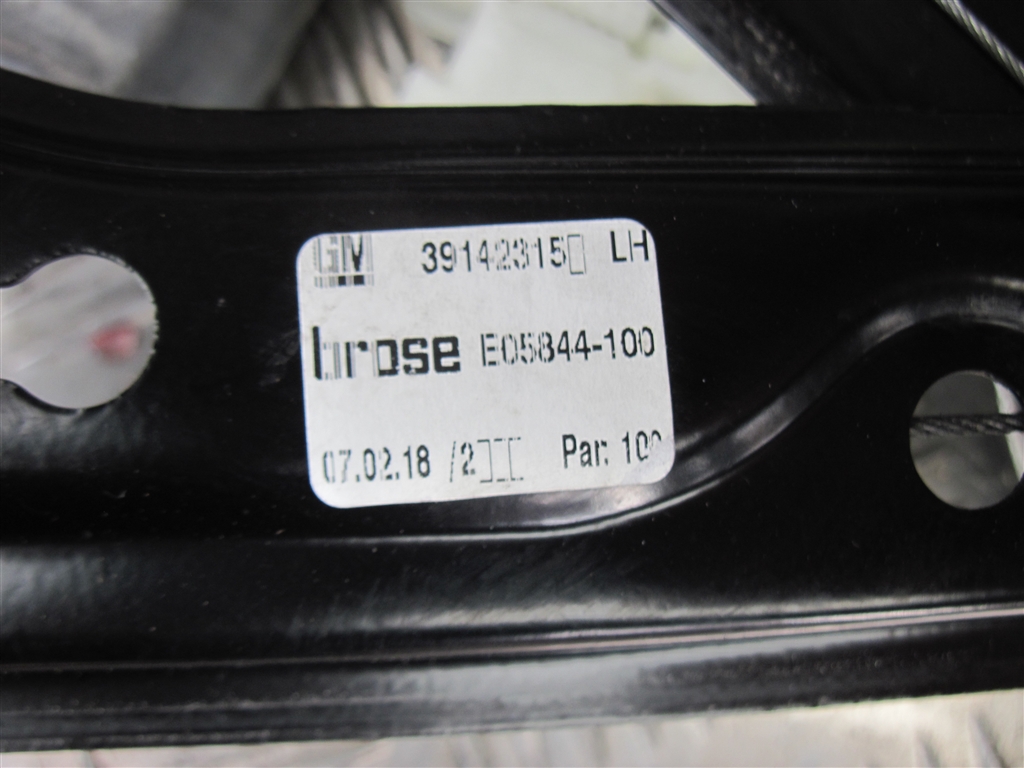 GM 39142315 LH
brose E05844-100
07.02.18 /2 Par: 100